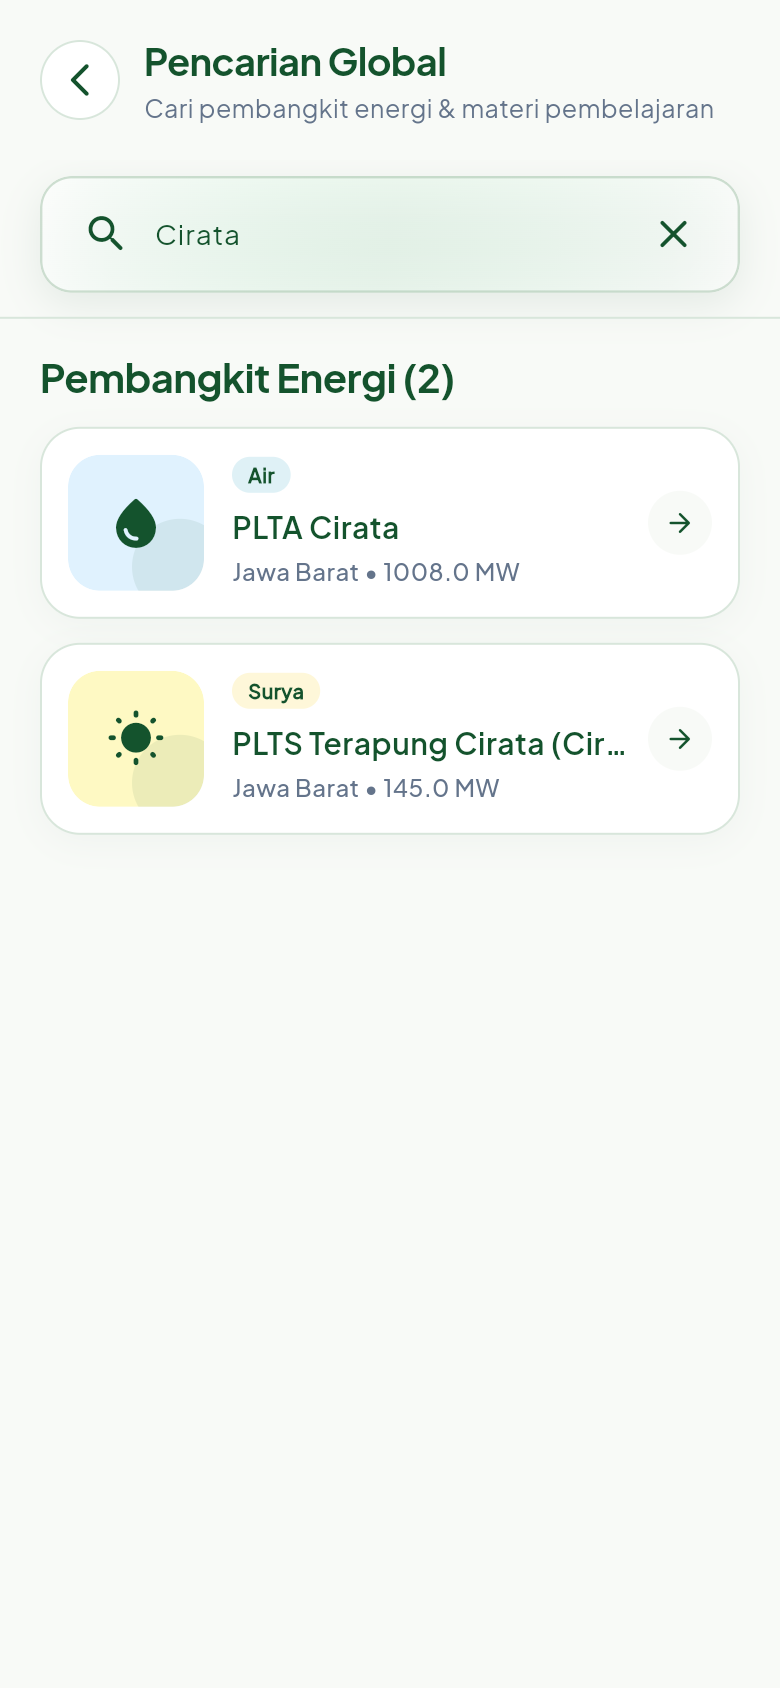 Pencarian Global
Cari pembangkit energi & materi pembelajaran
Cirata
Pembangkit Energi (2)
Air
PLTA Cirata
Jawa Barat • 1008.0 MW
Surya
PLTS Terapung Cirata (Cir...
Jawa Barat • 145.0 MW